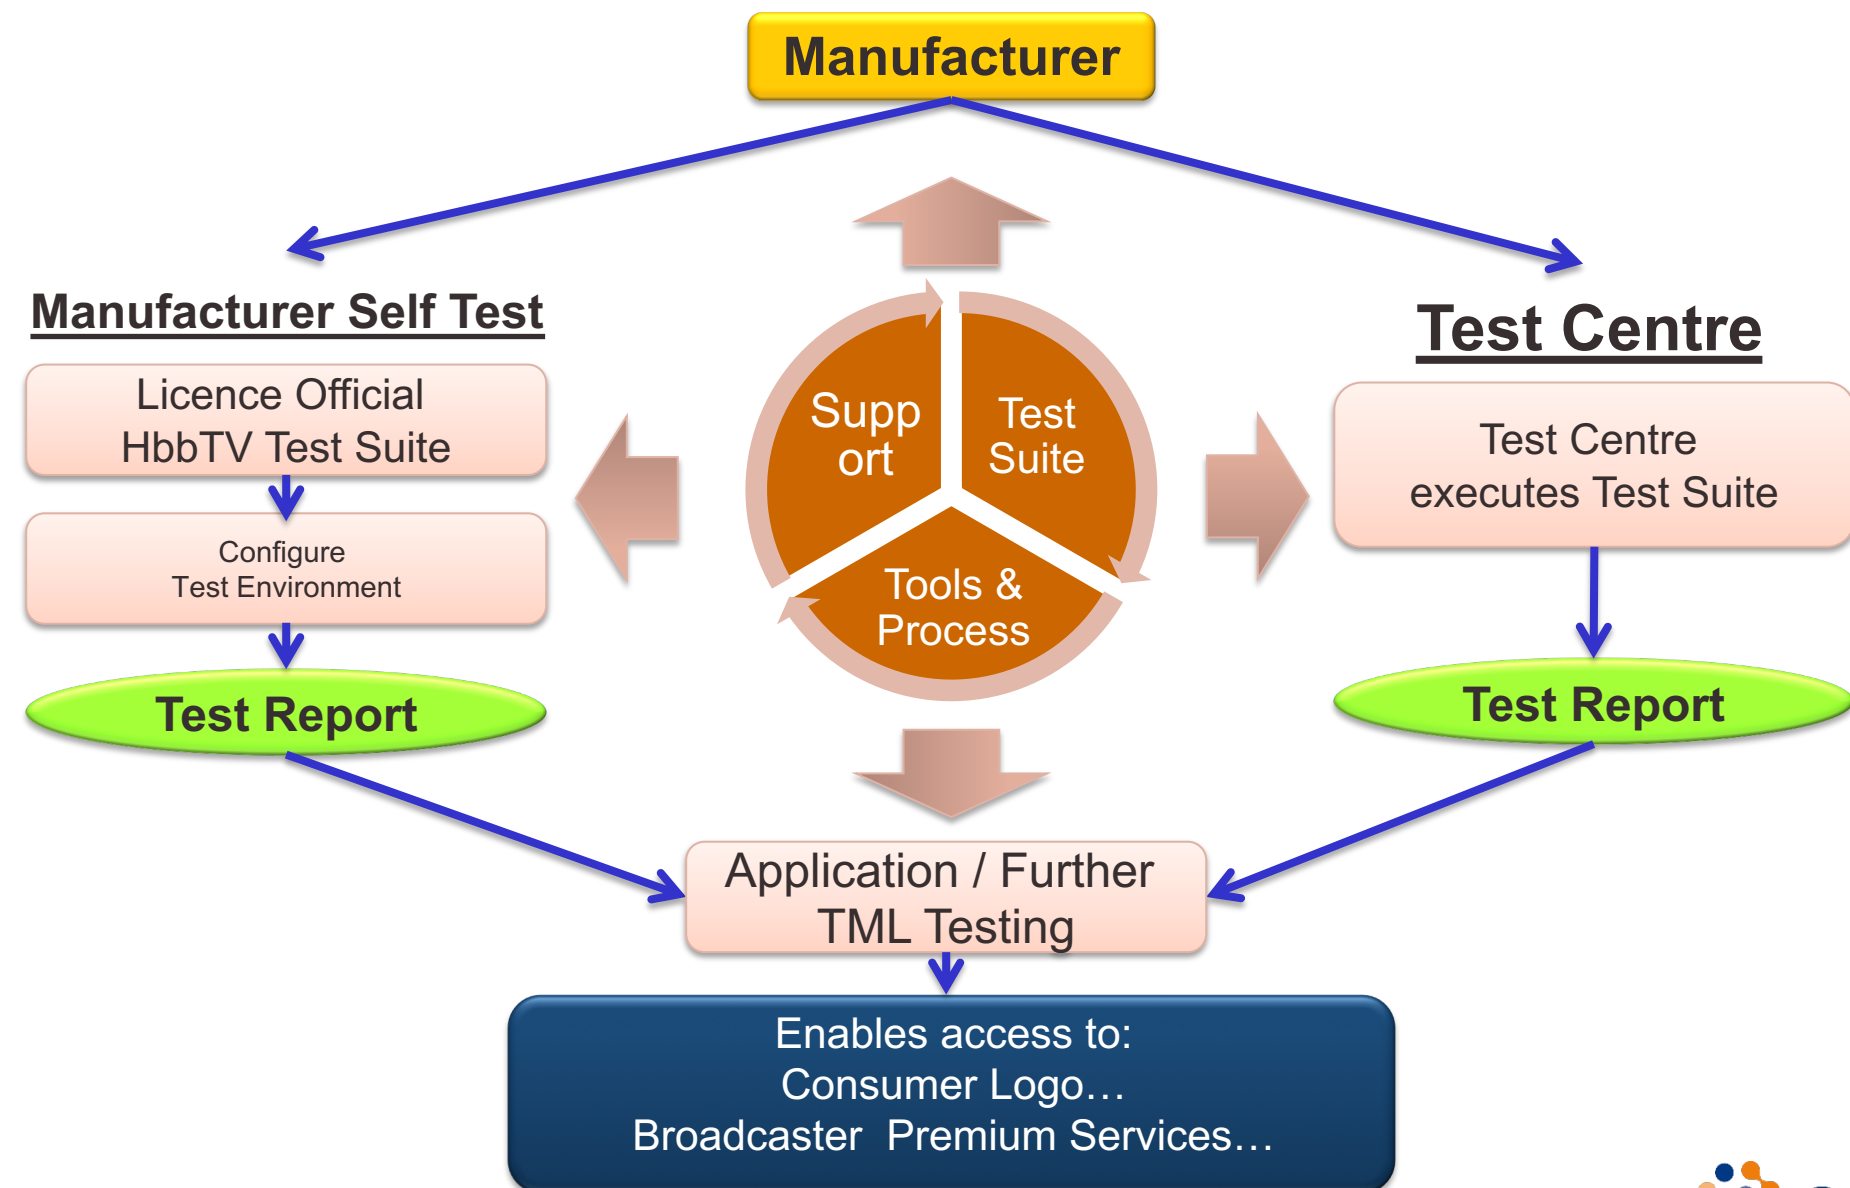 Manufacturer
Manufacturer Self Test
Licence Official
HbbTV Test Suite
Configure
Test Environment
Test Report
Supp
ort
Test
Suite
Tools &
Process
Test Centre
Test Centre
executes Test Suite
Test Report
Application / Further
TML Testing
Enables access to:
Consumer Logo…
Broadcaster  Premium Services…